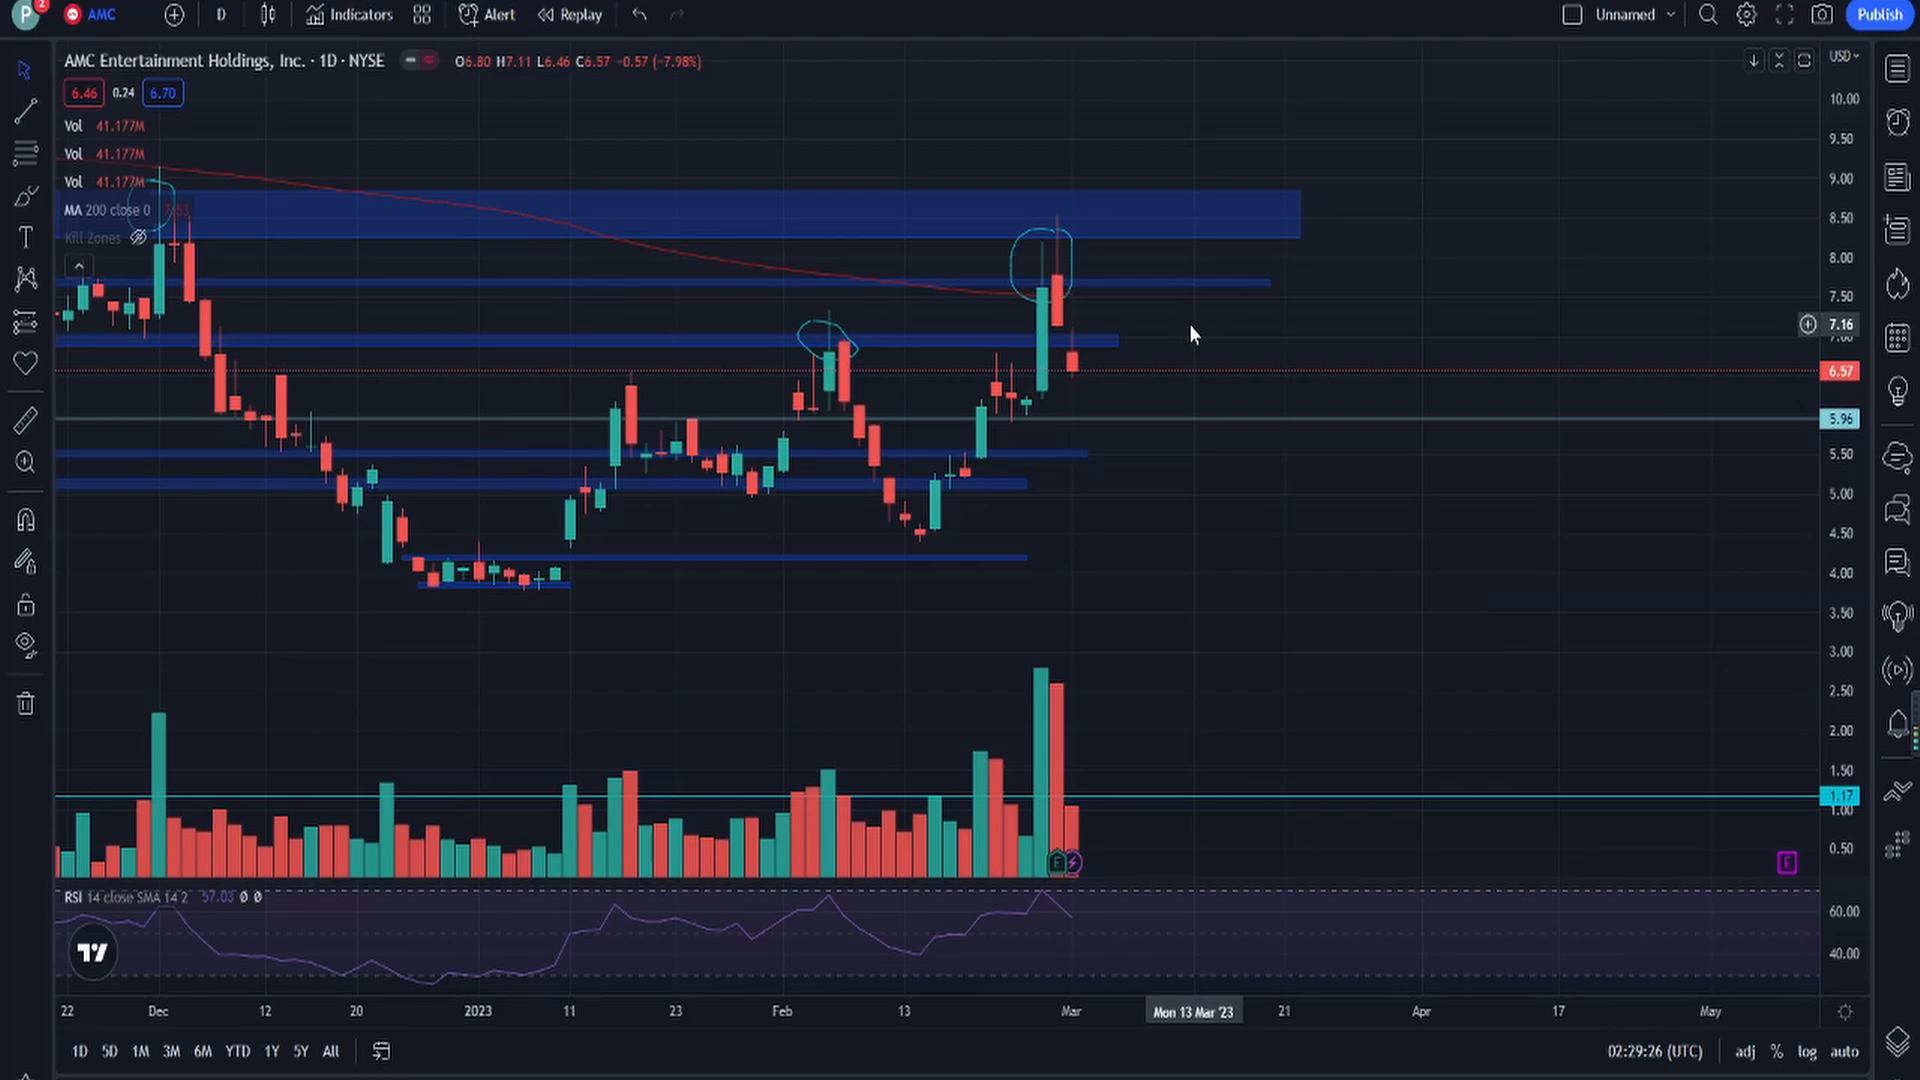 P 2 AMC D Indicators Alert Replay Unnamed Publish
AMC Entertainment Holdings, Inc. · 1D · NYSE O6.80 H7.11 L6.46 C6.57 -0.57 (-7.98%) USD
6.46 0.24 6.70
Vol 41.177M
Vol 41.177M
Vol 41.177M
MA 200 close 0 7.53
Kill Zones
10.00
9.50
9.00
8.50
8.00
7.50
7.16
7.00
6.57
5.96
5.50
5.00
4.50
4.00
3.50
3.00
2.50
2.00
1.50
1.17
1.00
0.50
E
E
RSI 14 close SMA 14 2 57.03 Ø Ø
60.00
40.00
22 Dec 12 20 2023 11 23 Feb 13 Mar Mon 13 Mar '23 21 Apr 17 May
1D 5D 1M 3M 6M YTD 1Y 5Y All 02:29:26 (UTC) adj % log auto